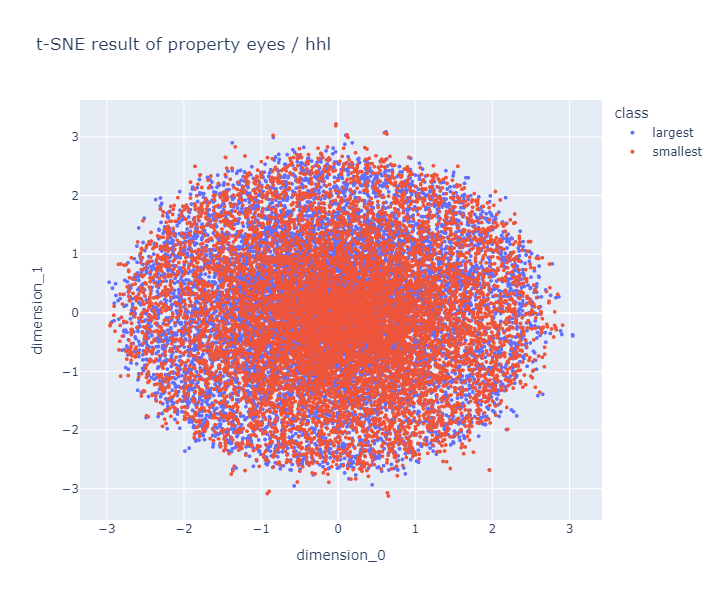 t-SNE result of property eyes / hhl
class
largest
smallest
3
2
1
0
−1
−2
−3
dimension_1
−3
−2
−1
0
1
2
3
dimension_0